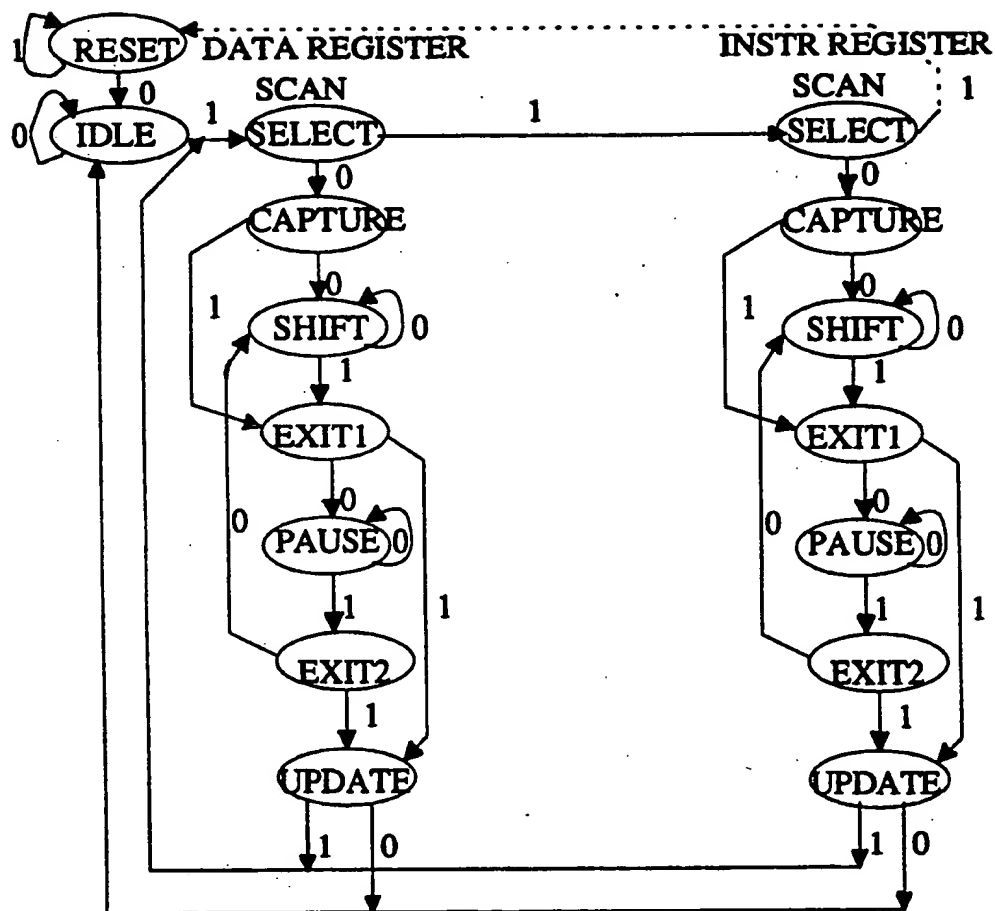 1 RESET DATA REGISTER INSTR REGISTER
0 SCAN SCAN 1
0 IDLE 1 SELECT 1 SELECT
0 0
CAPTURE CAPTURE
0 0
1 SHIFT 0 1 SHIFT 0
1 1
EXIT1 EXIT1
0 0
0 PAUSE 0 0 PAUSE 0
1 1 1 1
EXIT2 EXIT2
1 1
UPDATE UPDATE
1 0 1 0